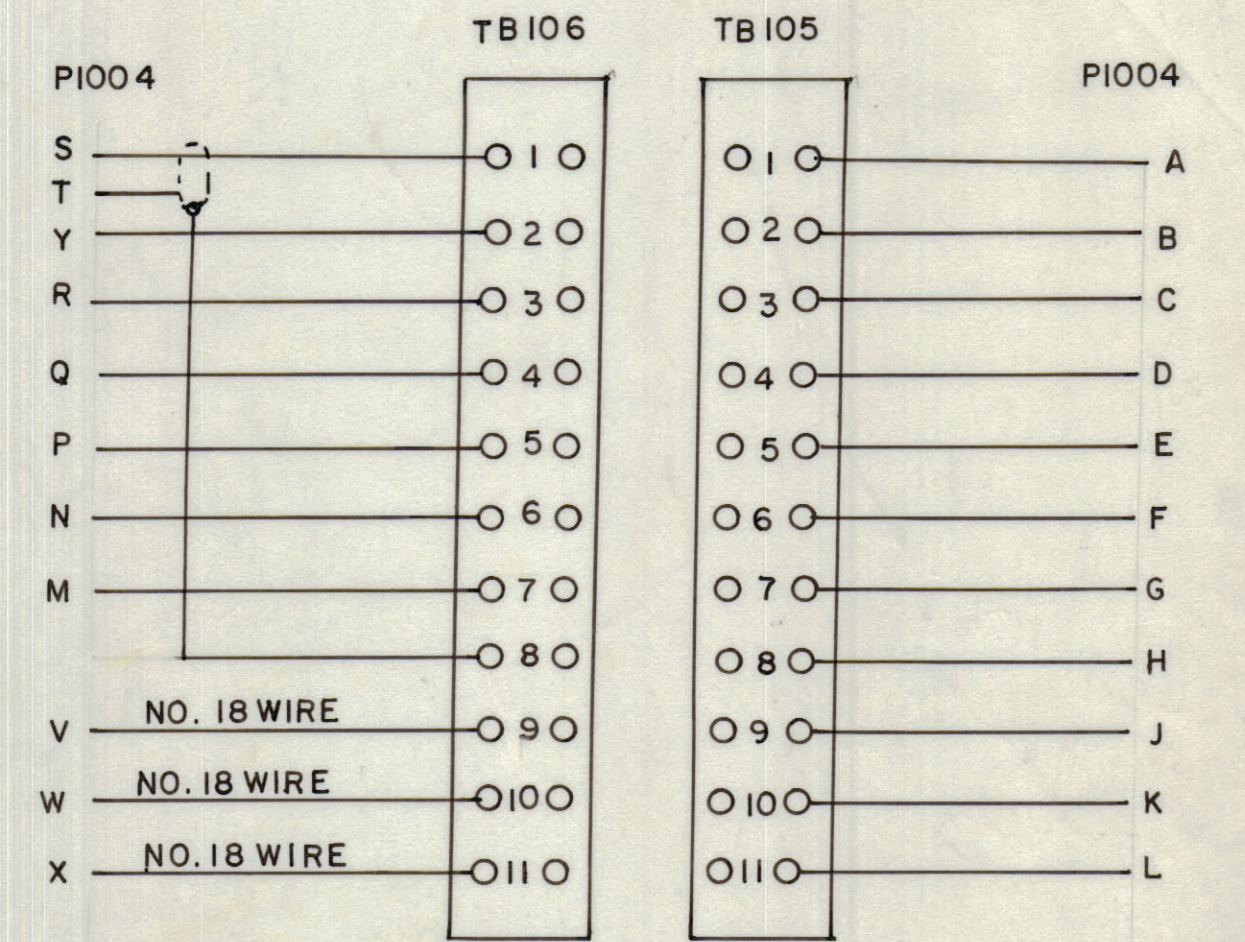 TB106 TB105
P1004 P1004
S 1 1 A
T
Y 2 2 B
R 3 3 C
Q 4 4 D
P 5 5 E
N 6 6 F
M 7 7 G
8 8 H
V NO. 18 WIRE 9 9 J
W NO. 18 WIRE 10 10 K
X NO. 18 WIRE 11 11 L